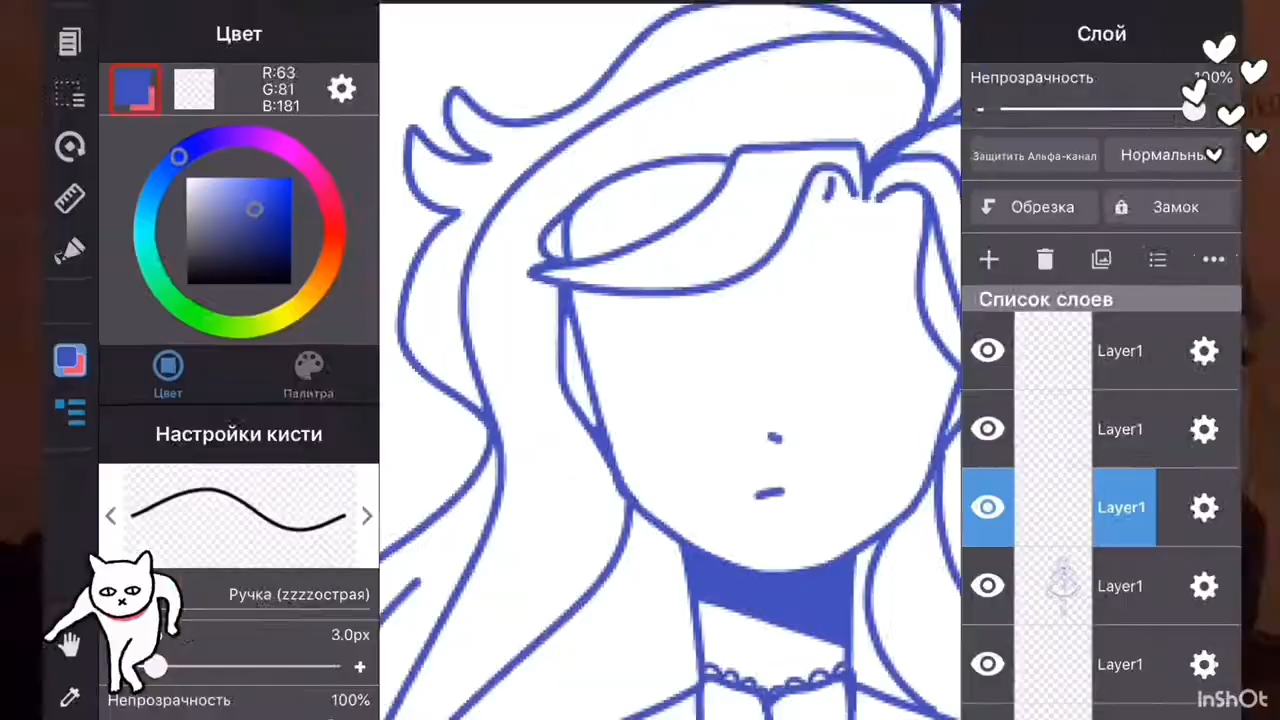 Цвет
R:63
G:81
B:181
Цвет
Палитра
Настройки кисти
Ручка (zzzzострая)
3.0px
Непрозрачность 100%
Слой
Непрозрачность 100%
Защитить Альфа-канал
Нормальны
Обрезка
Замок
Список слоев
Layer1
Layer1
Layer1
Layer1
Layer1
InShOt